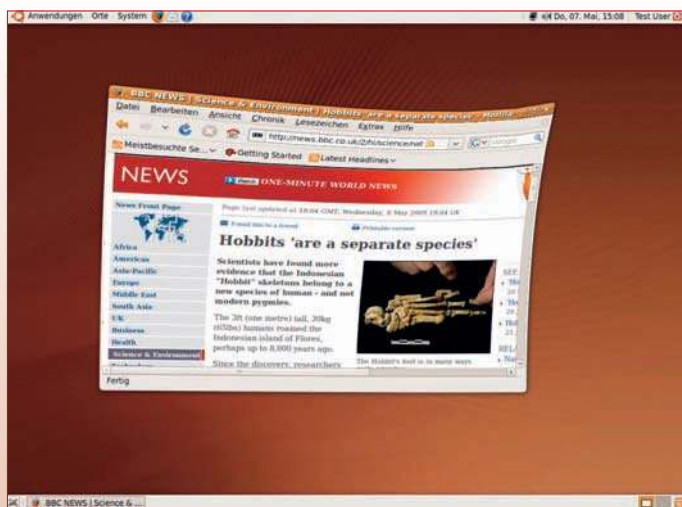 Anwendungen Orte System
Do, 07. Mai, 15:08 Test User
BBC NEWS | Science & Environment | Hobbits 'are a separate species' - Mozilla
Datei Bearbeiten Ansicht Chronik Lesezeichen Extras Hilfe
http://news.bbc.co.uk/2/hi/science/nat
Google
Meistbesuchte Se... Getting Started Latest Headlines
NEWS
ONE-MINUTE WORLD NEWS
News Front Page
Page last updated at
GMT, Wednesday, 6 May 2009
UK
E-mail this to a friend
Printable version
Hobbits 'are a separate species'
Africa
Americas
Asia-Pacific
Europe
Middle East
South Asia
UK
Business
Health
Science & Environment
Scientists have found more
evidence that the Indonesian
"Hobbit" skeletons belong to a
new species of human - and not
modern pygmies.
The 3ft (one metre) tall, 30kg
humans roamed the
Indonesian island of Flores,
perhaps up to 8,000 years ago.
Since the discovery, researchers
The Hobbit's foot is in many ways
SEE
Fertig
BBC NEWS | Science & ...